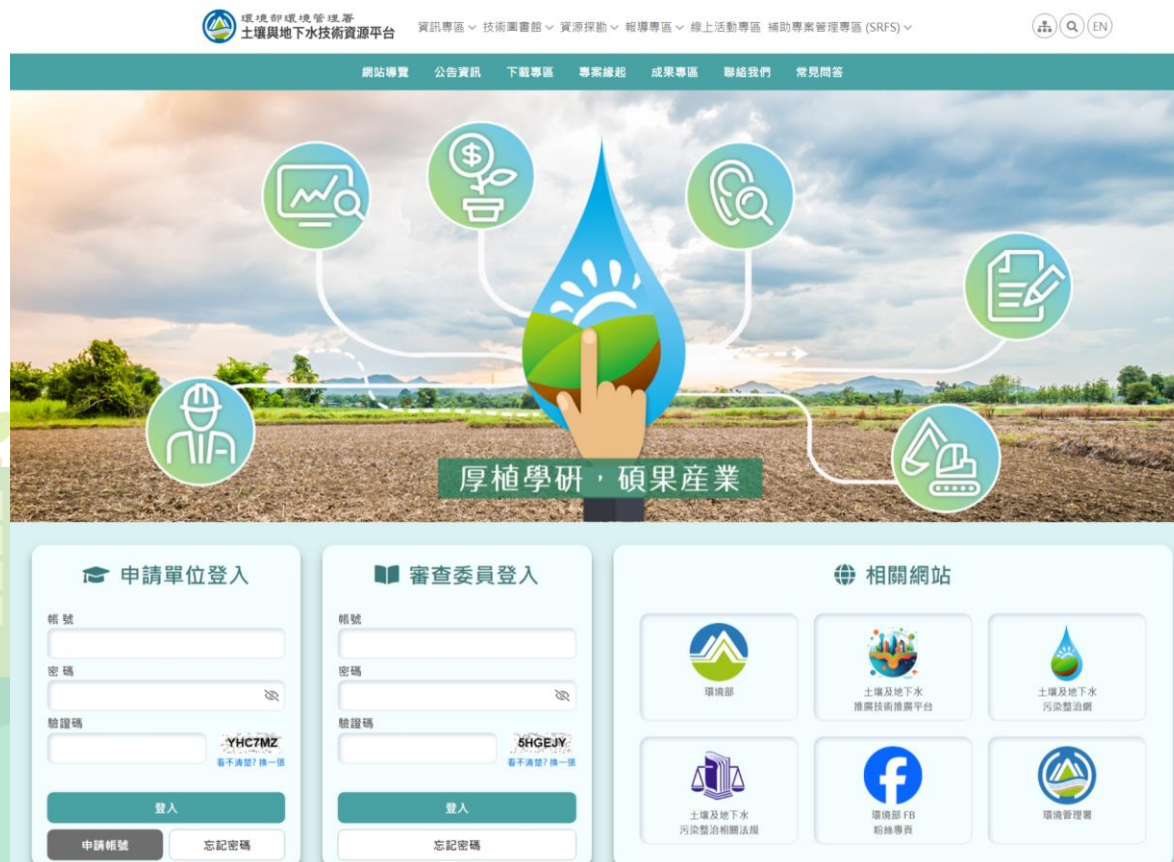 環境部環境管理署
土壤與地下水技術資源平台
資訊專區 技術圖書館 資源探勘 報導專區 線上活動專區 補助專案管理專區 (SRFS)
EN
網站導覽 公告資訊 下載專區 專案緣起 成果專區 聯絡我們 常見問答
厚植學研，碩果産業
申請單位登入
帳 號
密 碼
驗證碼
YHC7MZ
看不清楚? 換一張
登入
申請帳號 忘記密碼
審查委員登入
帳號
密碼
驗證碼
5HGEJY
看不清楚? 換一張
登入
忘記密碼
相關網站
環境部
土壤及地下水
推廣技術推廣平台
土壤及地下水
污染整治網
土壤及地下水
污染整治相關法規
環境部 FB
粉絲專頁
環境管理署